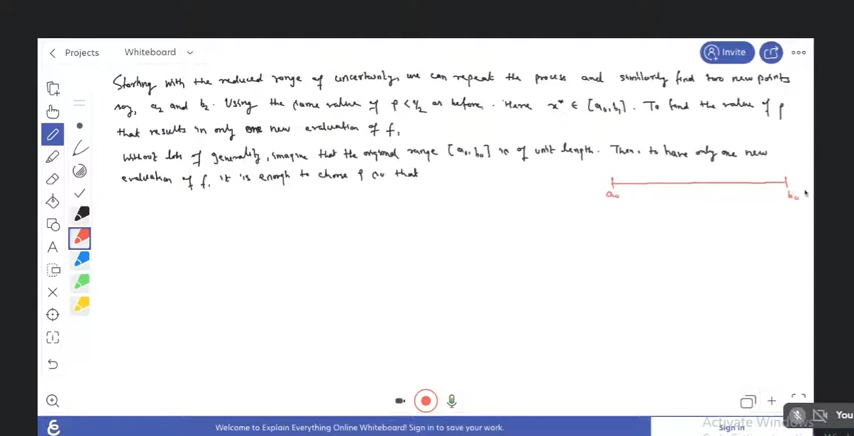 Projects
Whiteboard
Invite
Starting with the reduced range of uncertainty, we can repeat the process and similarly find two new points
say, a₂ and b₂. Using the same value of ρ < 1/2 as before. Here x* ∈ [a₀, b₁]. To find the value of ρ
that results in only one new evaluation of f,
Without lots of generality, imagine that the original range [a₀, b₀] is of unit length. Then, to have only one new
evaluation of f, it is enough to choose ρ so that
a₀
b₀
A
Welcome to Explain Everything Online Whiteboard! Sign in to save your work.
Sign in
Activate Windows
You